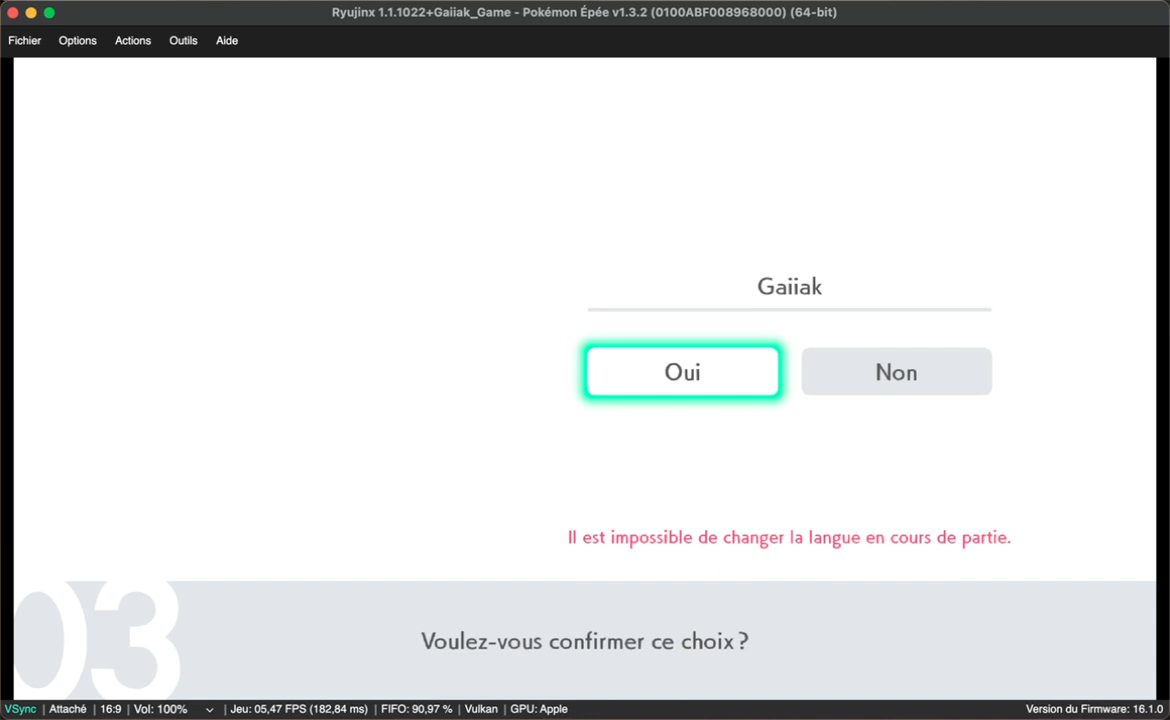 Ryujinx 1.1.1022+Gaiiak_Game - Pokémon Épée v1.3.2 (0100ABF008968000) (64-bit)
Fichier Options Actions Outils Aide
Gaiiak
Oui Non
Il est impossible de changer la langue en cours de partie.
03
Voulez-vous confirmer ce choix ?
VSync | Attaché | 16:9 | Vol: 100% | Jeu: 05,47 FPS (182,84 ms) | FIFO: 90,97 % | Vulkan | GPU: Apple Version du Firmware: 16.1.0